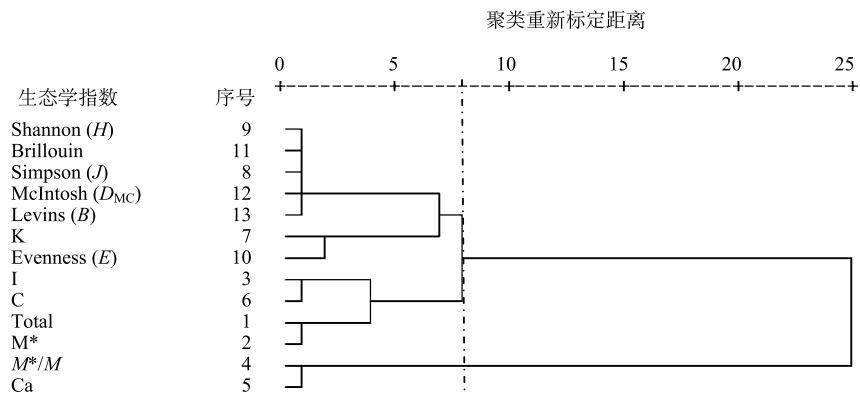 聚类重新标定距离
0 5 10 15 20 25
生态学指数 序号
Shannon (H) 9
Brillouin 11
Simpson (J) 8
McIntosh (DMC) 12
Levins (B) 13
K 7
Evenness (E) 10
I 3
C 6
Total 1
M* 2
M*/M 4
Ca 5